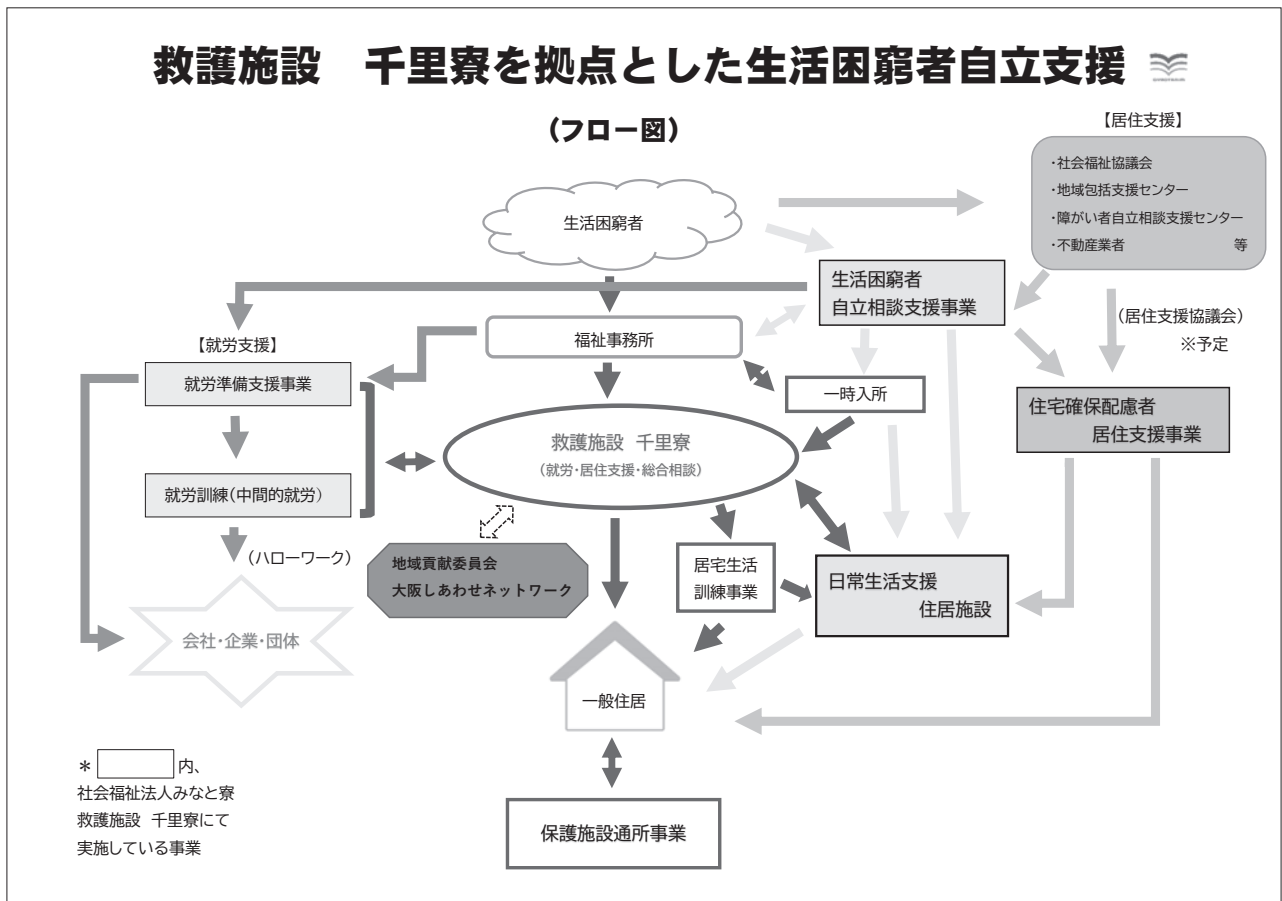 救護施設　千里寮を拠点とした生活困窮者自立支援
(フロー図)
【居住支援】
・社会福祉協議会
・地域包括支援センター
・障がい者自立相談支援センター
・不動産業者　等
生活困窮者
生活困窮者
自立相談支援事業
(居住支援協議会)
※予定
福祉事務所
【就労支援】
就労準備支援事業
一時入所
住宅確保配慮者
居住支援事業
救護施設 千里寮
(就労・居住支援・総合相談)
就労訓練(中間的就労)
(ハローワーク)
地域貢献委員会
大阪しあわせネットワーク
居宅生活
訓練事業
日常生活支援
住居施設
会社・企業・団体
一般住居
＊　　　内、
社会福祉法人みなと寮
救護施設 千里寮にて
実施している事業
保護施設通所事業